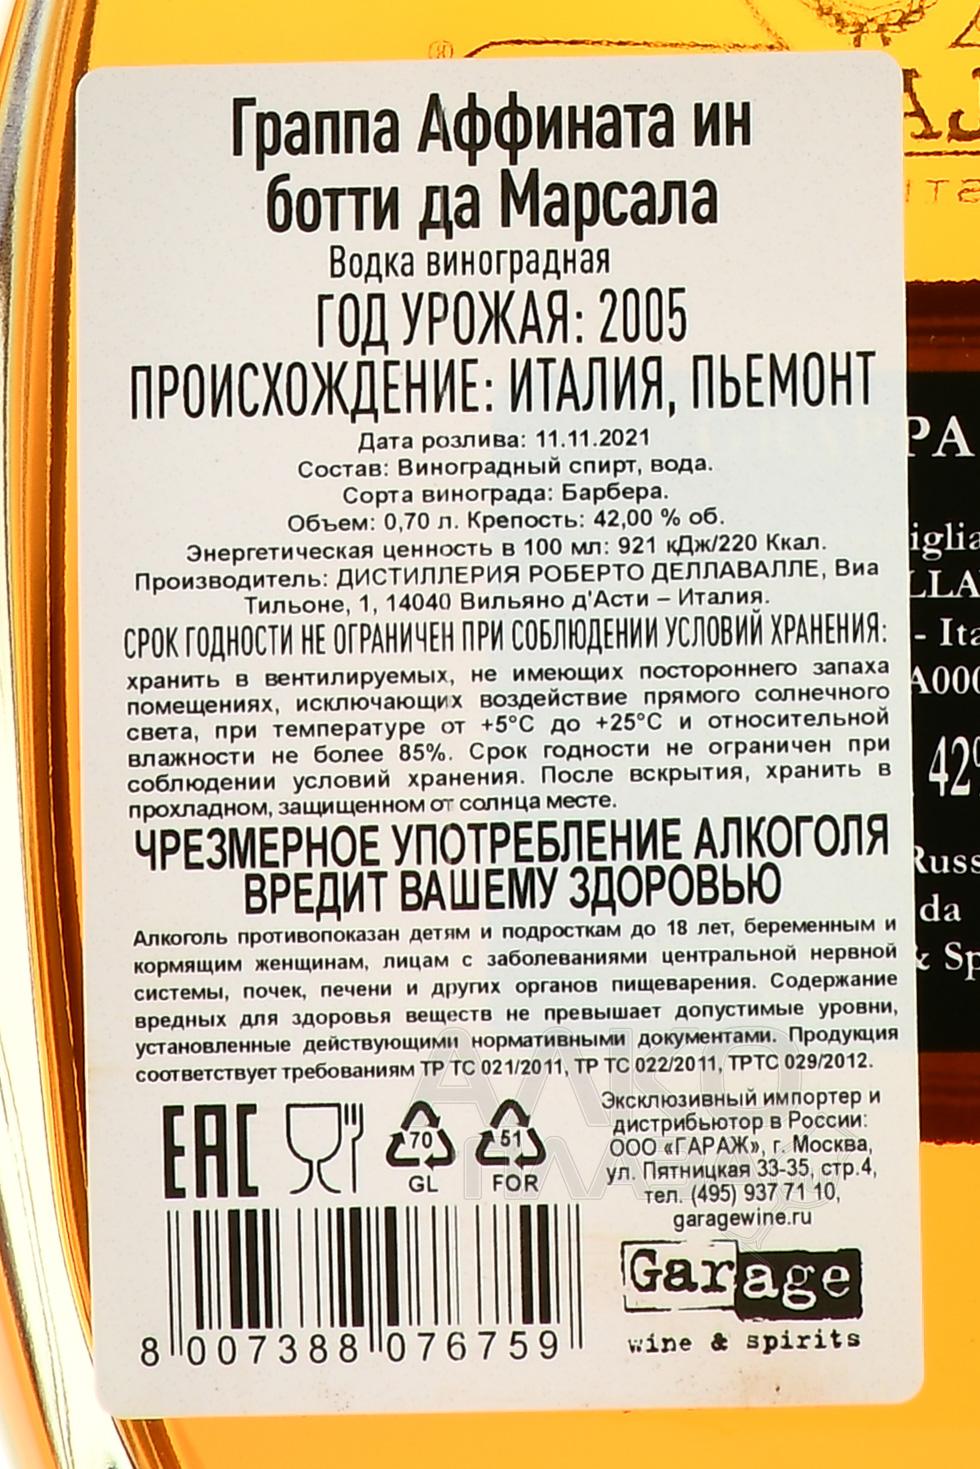 Граппа Аффината ин
ботти да Марсала
Водка виноградная
ГОД УРОЖАЯ: 2005
ПРОИСХОЖДЕНИЕ: ИТАЛИЯ, ПЬЕМОНТ
Дата розлива: 11.11.2021
Состав: Виноградный спирт, вода.
Сорта винограда: Барбера.
Объем: 0,70 л. Крепость: 42,00 % об.
Энергетическая ценность в 100 мл: 921 кДж/220 Ккал.
Производитель: ДИСТИЛЛЕРИЯ РОБЕРТО ДЕЛЛАВАЛЛЕ, Виа
Тильоне, 1, 14040 Вильяно д'Асти – Италия.
СРОК ГОДНОСТИ НЕ ОГРАНИЧЕН ПРИ СОБЛЮДЕНИИ УСЛОВИЙ ХРАНЕНИЯ:
хранить в вентилируемых, не имеющих постороннего запаха
помещениях, исключающих воздействие прямого солнечного
света, при температуре от +5°C до +25°C и относительной
влажности не более 85%. Срок годности не ограничен при
соблюдении условий хранения. После вскрытия, хранить в
прохладном, защищенном от солнца месте.
ЧРЕЗМЕРНОЕ УПОТРЕБЛЕНИЕ АЛКОГОЛЯ
ВРЕДИТ ВАШЕМУ ЗДОРОВЬЮ
Алкоголь противопоказан детям и подросткам до 18 лет, беременным и
кормящим женщинам, лицам с заболеваниями центральной нервной
системы, почек, печени и других органов пищеварения. Содержание
вредных для здоровья веществ не превышает допустимые уровни,
установленные действующими нормативными документами. Продукция
соответствует требованиям ТР ТС 021/2011, ТР ТС 022/2011, ТРТС 029/2012.
EAC
70
GL
51
FOR
Эксклюзивный импортер и
дистрибьютор в России:
ООО «ГАРАЖ», г. Москва,
ул. Пятницкая 33-35, стр.4,
тел. (495) 937 71 10,
garagewine.ru
Garage
wine & spirits
8 007388 076759
42%
da
& Sp